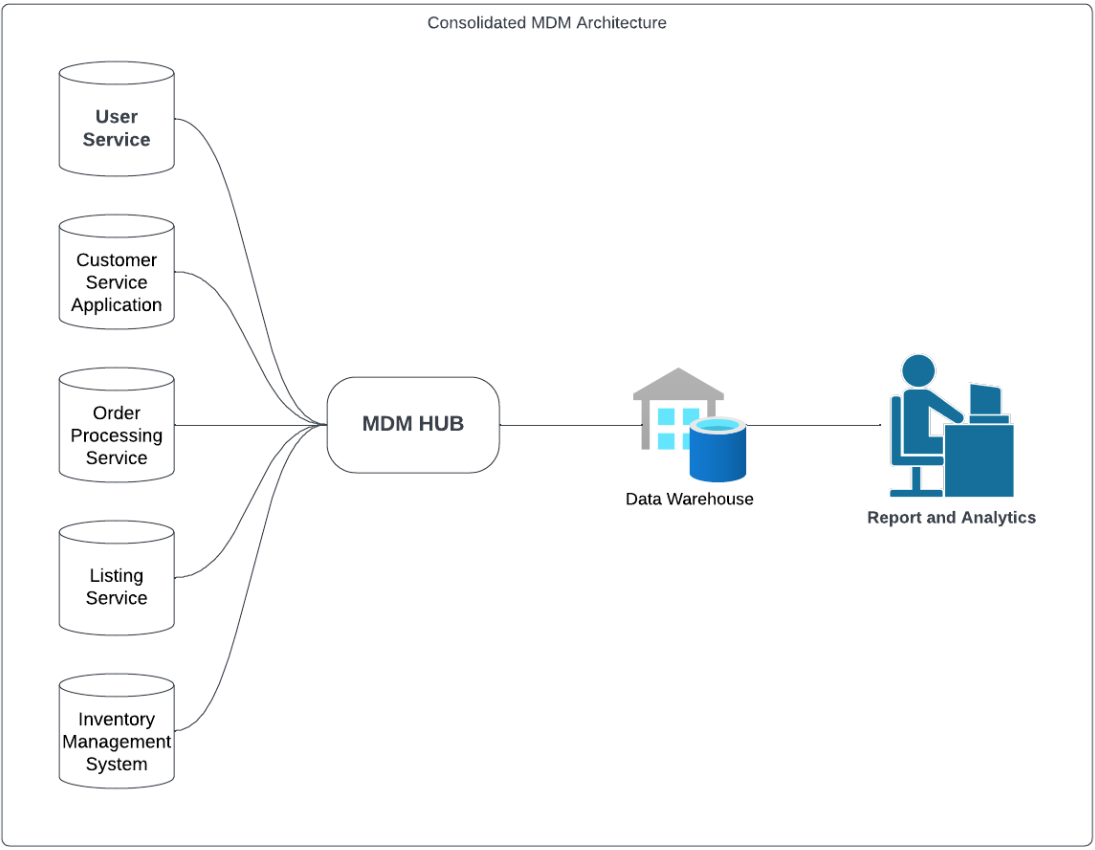 Consolidated MDM Architecture
User
Service
Customer
Service
Application
Order
Processing
Service
MDM HUB
Data Warehouse
Report and Analytics
Listing
Service
Inventory
Management
System